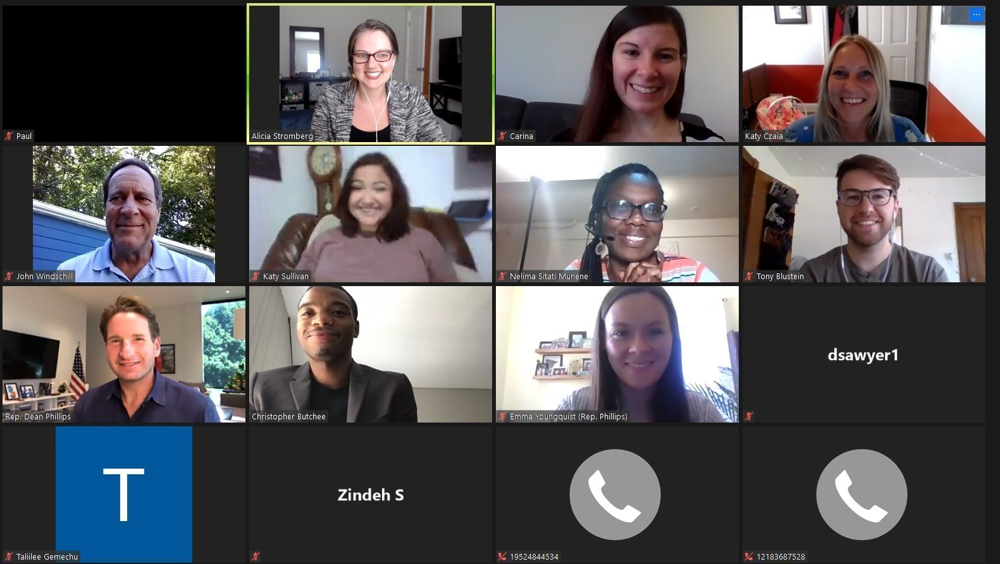 Paul
Alicia Stromberg
Carina
Katy Czaia
John Windschill
Katy Sullivan
Nelima Sitati Munene
Tony Blustein
Rep. Dean Phillips
Christopher Butchee
Emma Youngquist (Rep. Phillips)
dsawyer1
T
Taliilee Gemechu
Zindeh S
19524844534
12183687528